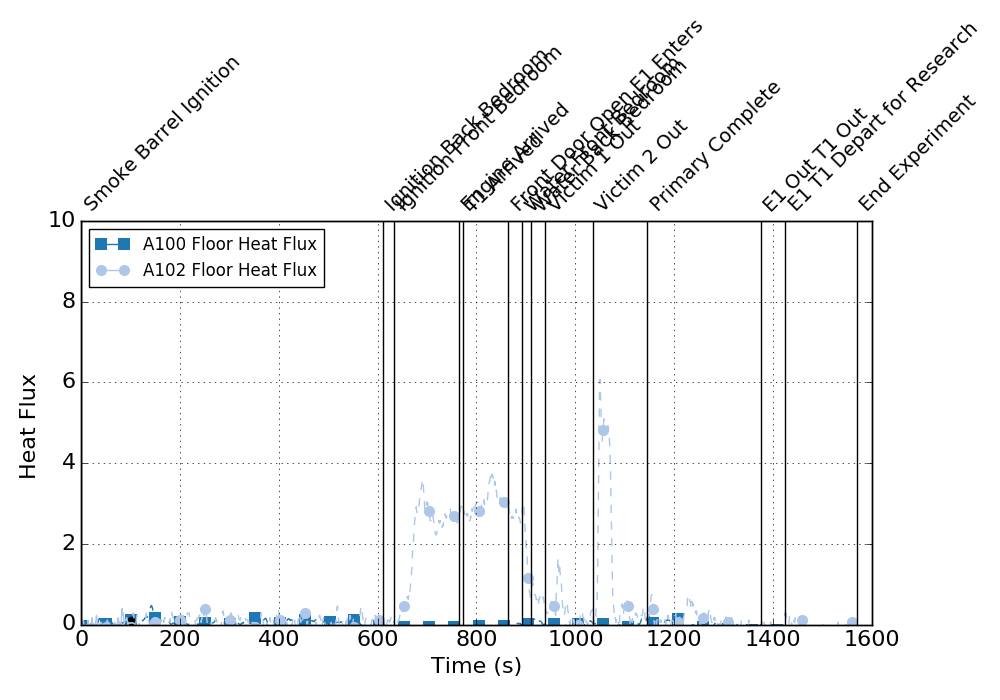 Smoke Barrel Ignition
Ignition Back Bedroom
Ignition Front Bedroom
Engine Arrived
T1 Arrived
Front Door Open E1 Enters
Water Front Bedroom
Water Back Bedroom
Victim 1 Out
Victim 2 Out
Primary Complete
E1 Out T1 Out
E1 T1 Depart for Research
End Experiment
10
8
6
4
2
0
A100 Floor Heat Flux
A102 Floor Heat Flux
Heat Flux
0 200 400 600 800 1000 1200 1400 1600
Time (s)